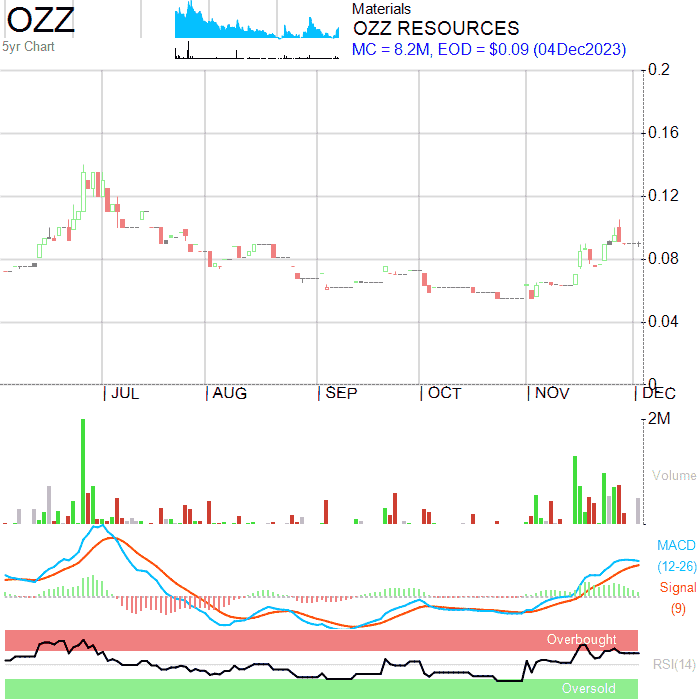 OZZ
5yr Chart
Materials
OZZ RESOURCES
MC = 8.2M, EOD = $0.09 (04Dec2023)
0.2
0.16
0.12
0.08
0.04
0
JUL
AUG
SEP
OCT
NOV
DEC
2M
Volume
MACD
(12-26)
Signal
(9)
Overbought
RSI(14)
Oversold